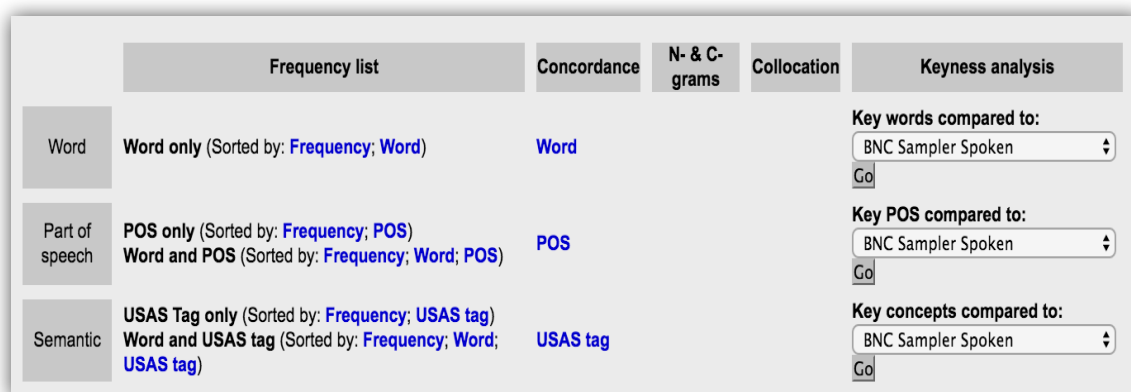 Frequency list
Concordance
N- & C-
grams
Collocation
Keyness analysis
Word
Word only (Sorted by: Frequency; Word)
Word
Key words compared to:
BNC Sampler Spoken
Go
Part of
speech
POS only (Sorted by: Frequency; POS)
Word and POS (Sorted by: Frequency; Word; POS)
POS
Key POS compared to:
BNC Sampler Spoken
Go
Semantic
USAS Tag only (Sorted by: Frequency; USAS tag)
Word and USAS tag (Sorted by: Frequency; Word;
USAS tag)
USAS tag
Key concepts compared to:
BNC Sampler Spoken
Go